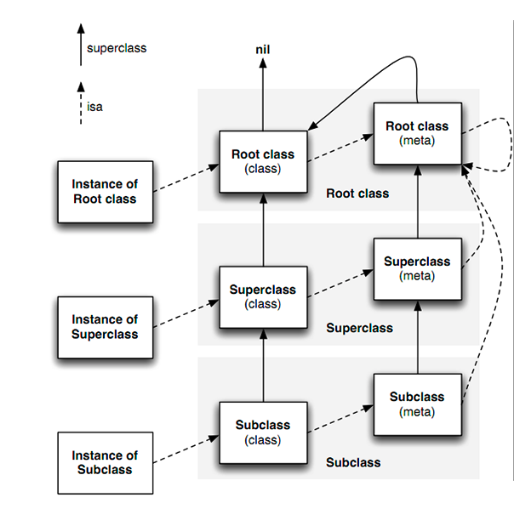 superclass
nil
isa
Root class
(meta)
Root class
(class)
Instance of
Root class
Root class
Superclass
(meta)
Superclass
(class)
Instance of
Superclass
Superclass
Subclass
(meta)
Subclass
(class)
Instance of
Subclass
Subclass